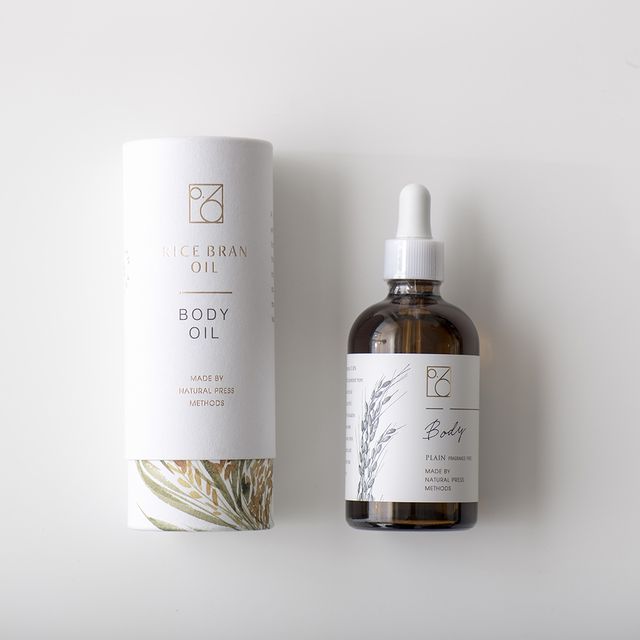 RICE BRAN
OIL
BODY
OIL
MADE BY
NATURAL PRESS
METHODS
Body
PLAIN FRAGRANCE FREE
MADE BY
NATURAL PRESS
METHODS